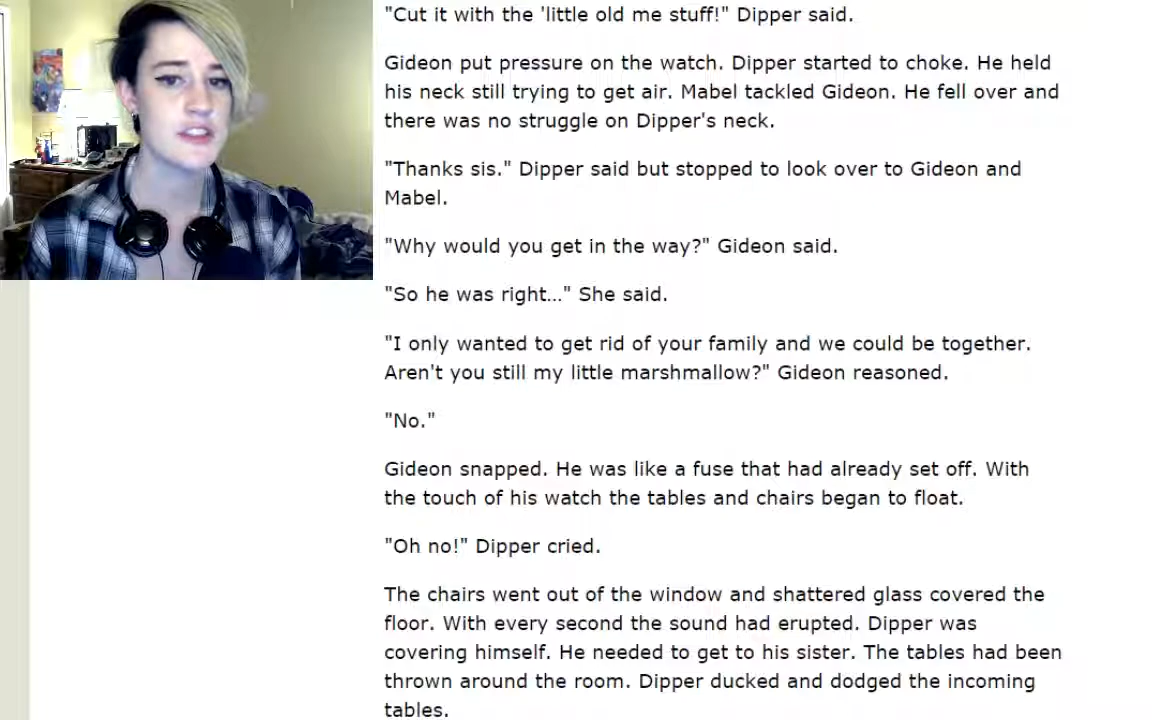 "Cut it with the 'little old me stuff!" Dipper said.
Gideon put pressure on the watch. Dipper started to choke. He held
his neck still trying to get air. Mabel tackled Gideon. He fell over and
there was no struggle on Dipper's neck.
"Thanks sis." Dipper said but stopped to look over to Gideon and
Mabel.
"Why would you get in the way?" Gideon said.
"So he was right..." She said.
"I only wanted to get rid of your family and we could be together.
Aren't you still my little marshmallow?" Gideon reasoned.
"No."
Gideon snapped. He was like a fuse that had already set off. With
the touch of his watch the tables and chairs began to float.
"Oh no!" Dipper cried.
The chairs went out of the window and shattered glass covered the
floor. With every second the sound had erupted. Dipper was
covering himself. He needed to get to his sister. The tables had been
thrown around the room. Dipper ducked and dodged the incoming
tables.